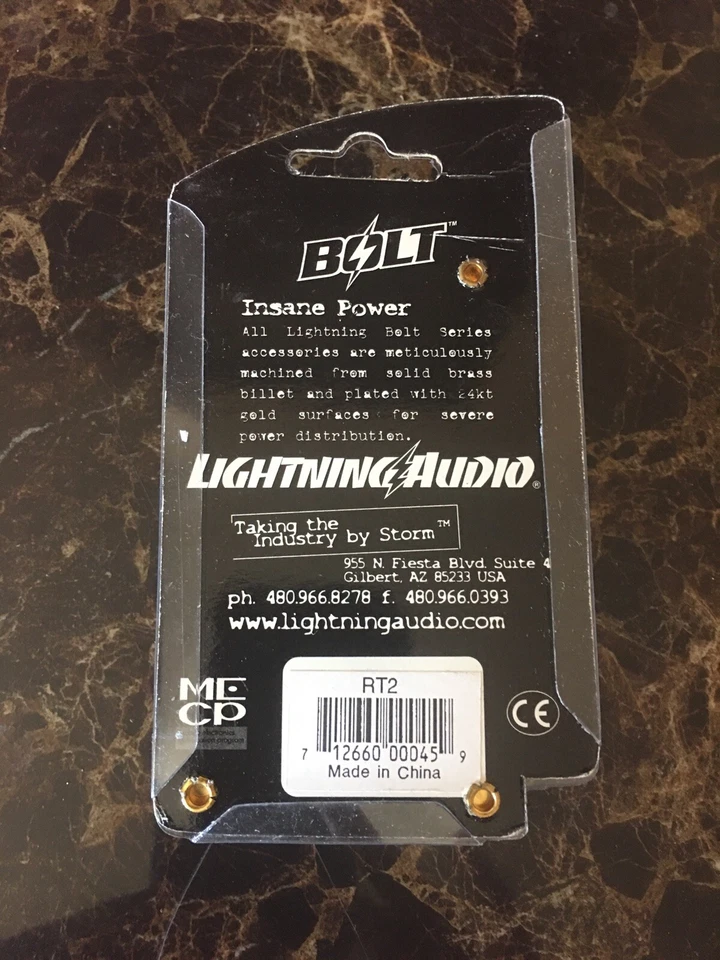 BOLT™
Insane Power
All Lightning Bolt Series
accessories are meticulously
machined from solid brass
billet and plated with 24kt
gold surfaces for severe
power distribution.
LIGHTNING AUDIO®
Taking the
Industry by Storm™
955 N. Fiesta Blvd. Suite 4
Gilbert, AZ 85233 USA
ph. 480.966.8278 f. 480.966.0393
www.lightningaudio.com
ME
CP
RT2
7 12660 00045 9
Made in China
CE